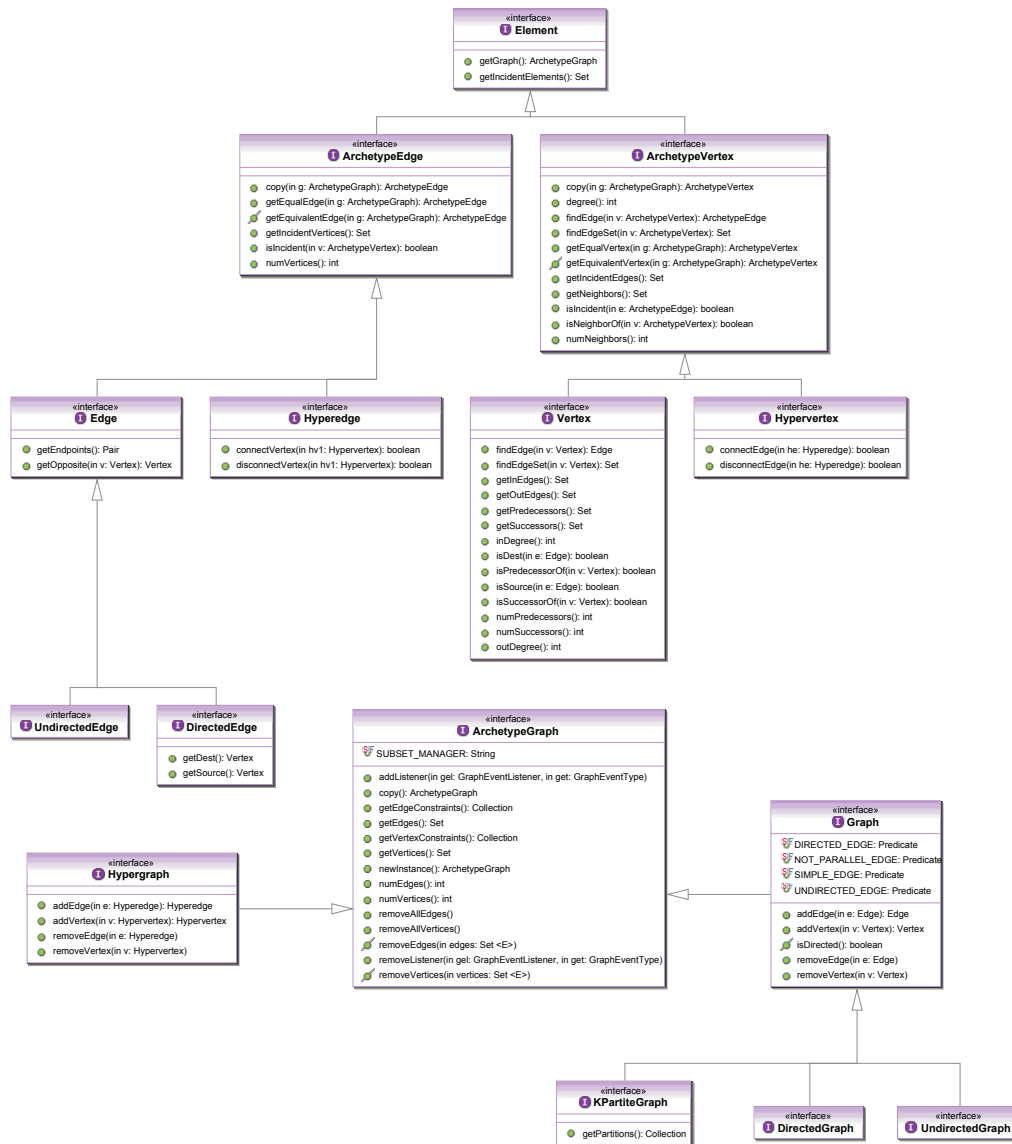 «interface»
I Element
getGraph(): ArchetypeGraph
getIncidentElements(): Set
«interface»
I ArchetypeEdge
copy(in g: ArchetypeGraph): ArchetypeEdge
getEqualEdge(in g: ArchetypeGraph): ArchetypeEdge
getEquivalentEdge(in g: ArchetypeGraph): ArchetypeEdge
getIncidentVertices(): Set
isIncident(in v: ArchetypeVertex): boolean
numVertices(): int
«interface»
I ArchetypeVertex
copy(in g: ArchetypeGraph): ArchetypeVertex
degree(): int
findEdge(in v: ArchetypeVertex): ArchetypeEdge
findEdgeSet(in v: ArchetypeVertex): Set
getEqualVertex(in g: ArchetypeGraph): ArchetypeVertex
getEquivalentVertex(in g: ArchetypeGraph): ArchetypeVertex
getIncidentEdges(): Set
getNeighbors(): Set
isIncident(in e: ArchetypeEdge): boolean
isNeighborOf(in v: ArchetypeVertex): boolean
numNeighbors(): int
«interface»
I Edge
getEndpoints(): Pair
getOpposite(in v: Vertex): Vertex
«interface»
I Hyperedge
connectVertex(in hv1: Hypervertex): boolean
disconnectVertex(in hv1: Hypervertex): boolean
«interface»
I Vertex
findEdge(in v: Vertex): Edge
findEdgeSet(in v: Vertex): Set
getInEdges(): Set
getOutEdges(): Set
getPredecessors(): Set
getSuccessors(): Set
inDegree(): int
isDest(in e: Edge): boolean
isPredecessorOf(in v: Vertex): boolean
isSource(in e: Edge): boolean
isSuccessorOf(in v: Vertex): boolean
numPredecessors(): int
numSuccessors(): int
outDegree(): int
«interface»
I Hypervertex
connectEdge(in he: Hyperedge): boolean
disconnectEdge(in he: Hyperedge): boolean
«interface»
I UndirectedEdge
«interface»
I DirectedEdge
getDest(): Vertex
getSource(): Vertex
«interface»
I ArchetypeGraph
SF SUBSET_MANAGER: String
addListener(in gel: GraphEventListener, in get: GraphEventType)
copy(): ArchetypeGraph
getEdgeConstraints(): Collection
getEdges(): Set
getVertexConstraints(): Collection
getVertices(): Set
newInstance(): ArchetypeGraph
numEdges(): int
numVertices(): int
removeAllEdges()
removeAllVertices()
removeEdges(in edges: Set <E>)
removeListener(in gel: GraphEventListener, in get: GraphEventType)
removeVertices(in vertices: Set <E>)
«interface»
I Hypergraph
addEdge(in e: Hyperedge): Hyperedge
addVertex(in v: Hypervertex): Hypervertex
removeEdge(in e: Hyperedge)
removeVertex(in v: Hypervertex)
«interface»
I Graph
SF DIRECTED_EDGE: Predicate
SF NOT_PARALLEL_EDGE: Predicate
SF SIMPLE_EDGE: Predicate
SF UNDIRECTED_EDGE: Predicate
addEdge(in e: Edge): Edge
addVertex(in v: Vertex): Vertex
isDirected(): boolean
removeEdge(in e: Edge)
removeVertex(in v: Vertex)
«interface»
I KPartiteGraph
getPartitions(): Collection
«interface»
I DirectedGraph
«interface»
I UndirectedGraph